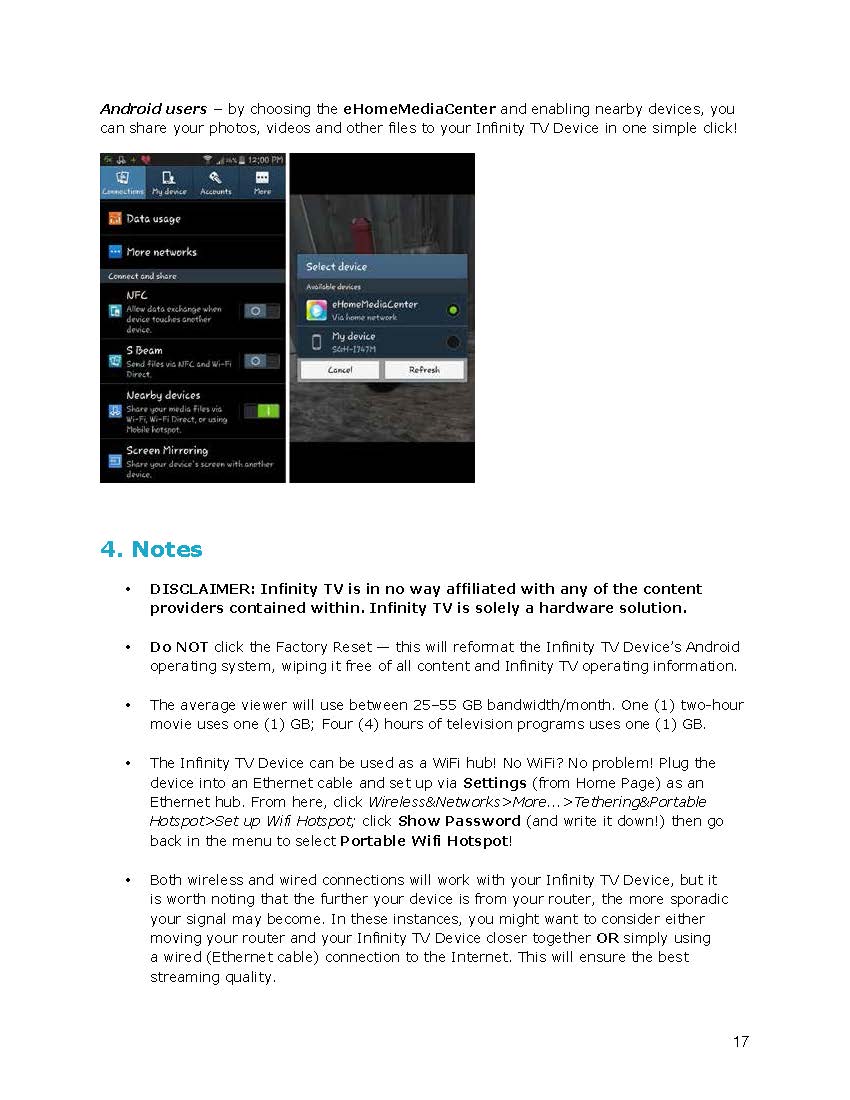 Android users – by choosing the eHomeMediaCenter and enabling nearby devices, you
can share your photos, videos and other files to your Infinity TV Device in one simple click!
12:00 PM
Connections My device Accounts More
Data usage
More networks
Connect and share
NFC
Allow data exchange when
device touches another
device.
S Beam
Send files via NFC and Wi-Fi
Direct.
Nearby devices
Share your media files via
Wi-Fi, Wi-Fi Direct, or using
Mobile hotspot.
Screen Mirroring
Share your device's screen with another
device.
Select device
Available devices
eHomeMediaCenter
Via home network
My device
SGH-I747M
Cancel Refresh
4. Notes
• DISCLAIMER: Infinity TV is in no way affiliated with any of the content
providers contained within. Infinity TV is solely a hardware solution.
• Do NOT click the Factory Reset — this will reformat the Infinity TV Device's Android
operating system, wiping it free of all content and Infinity TV operating information.
• The average viewer will use between 25–55 GB bandwidth/month. One (1) two-hour
movie uses one (1) GB; Four (4) hours of television programs uses one (1) GB.
• The Infinity TV Device can be used as a WiFi hub! No WiFi? No problem! Plug the
device into an Ethernet cable and set up via Settings (from Home Page) as an
Ethernet hub. From here, click Wireless&Networks>More...>Tethering&Portable
Hotspot>Set up Wifi Hotspot; click Show Password (and write it down!) then go
back in the menu to select Portable Wifi Hotspot!
• Both wireless and wired connections will work with your Infinity TV Device, but it
is worth noting that the further your device is from your router, the more sporadic
your signal may become. In these instances, you might want to consider either
moving your router and your Infinity TV Device closer together OR simply using
a wired (Ethernet cable) connection to the Internet. This will ensure the best
streaming quality.
17